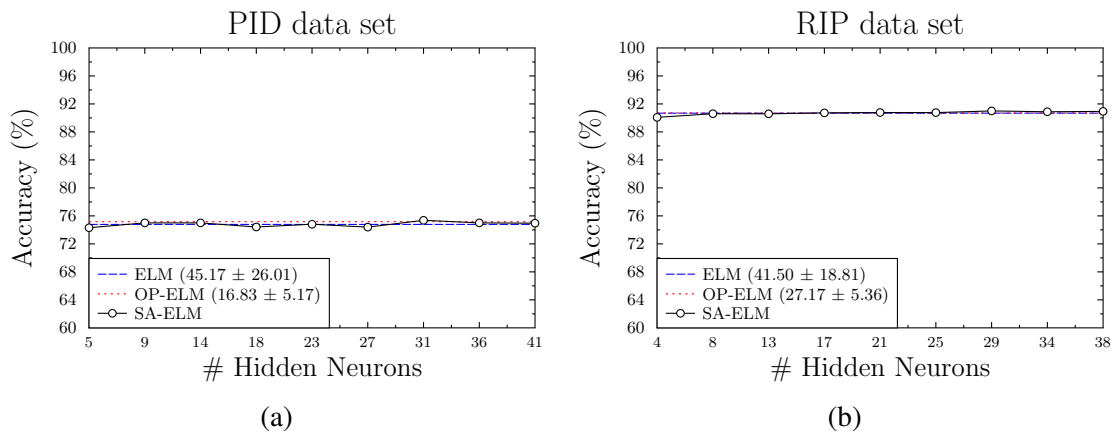 PID data set
100
96
92
88
84
80
76
72
68
64
60
Accuracy (%)
ELM (45.17 ± 26.01)
OP-ELM (16.83 ± 5.17)
SA-ELM
5 9 14 18 23 27 31 36 41
# Hidden Neurons
(a)
RIP data set
100
96
92
88
84
80
76
72
68
64
60
Accuracy (%)
ELM (41.50 ± 18.81)
OP-ELM (27.17 ± 5.36)
SA-ELM
4 8 13 17 21 25 29 34 38
# Hidden Neurons
(b)